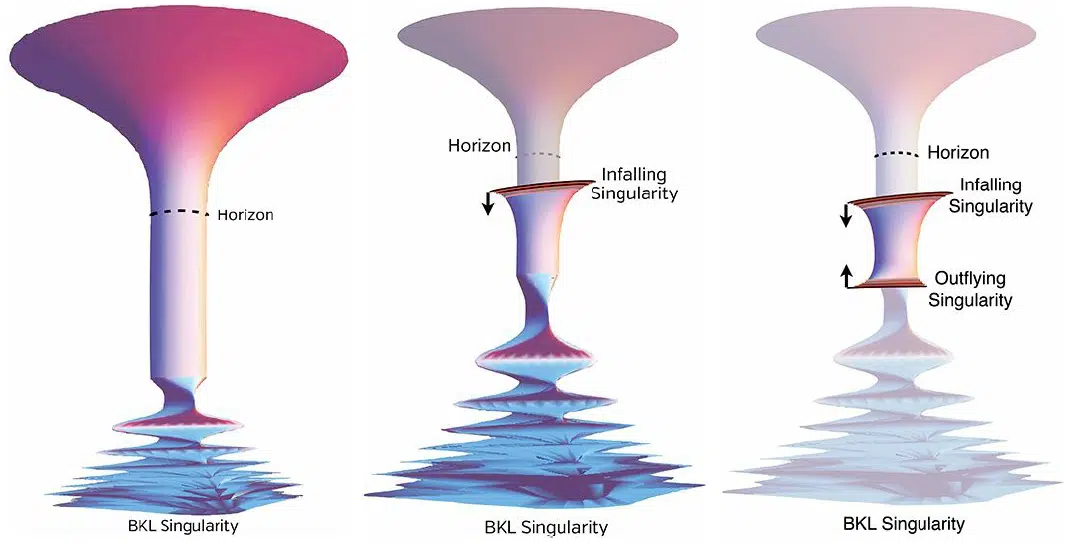 Horizon
BKL Singularity
Horizon
Infalling
Singularity
BKL Singularity
Horizon
Infalling
Singularity
Outflying
Singularity
BKL Singularity